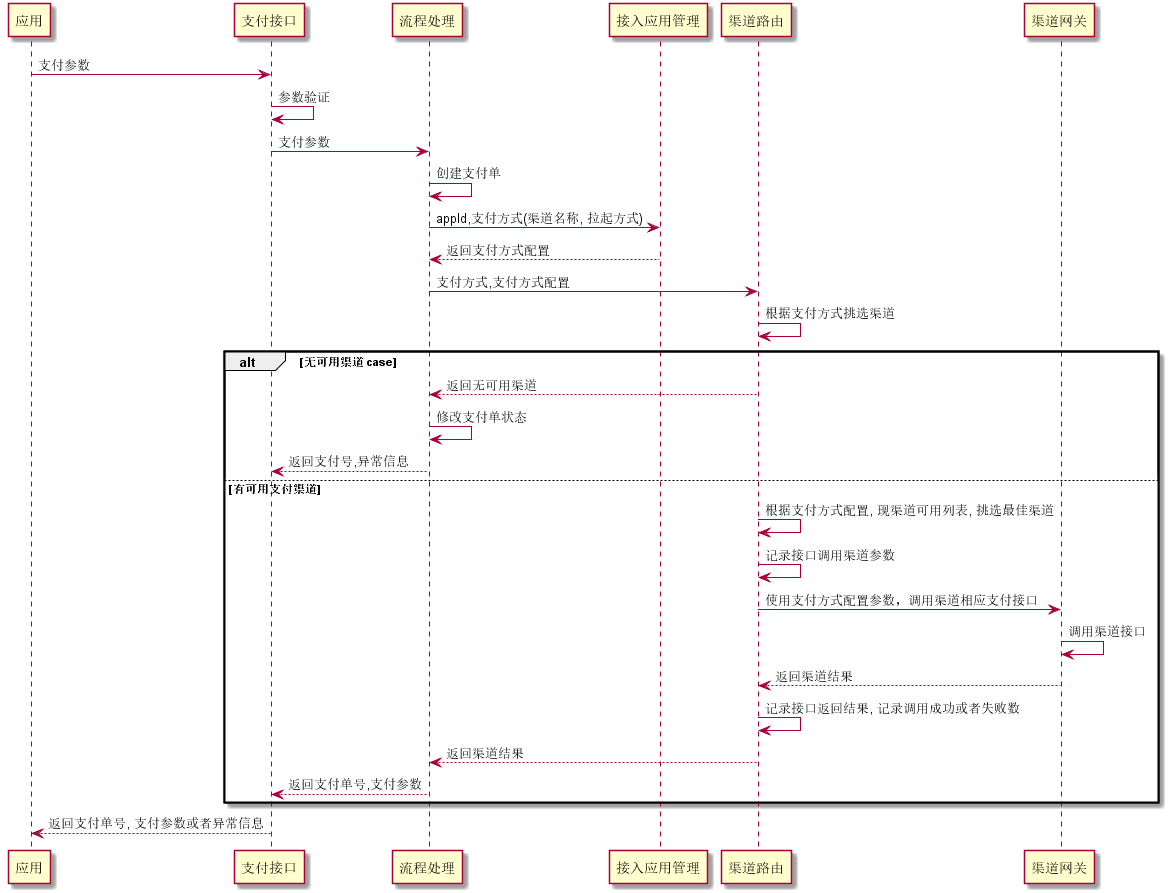 应用 支付接口 流程处理 接入应用管理 渠道路由 渠道网关
支付参数
参数验证
支付参数
创建支付单
appId,支付方式(渠道名称, 拉起方式)
返回支付方式配置
支付方式,支付方式配置
根据支付方式挑选渠道
alt [无可用渠道 case]
返回无可用渠道
修改支付单状态
返回支付号,异常信息
[有可用支付渠道]
根据支付方式配置, 现渠道可用列表, 挑选最佳渠道
记录接口调用渠道参数
使用支付方式配置参数，调用渠道相应支付接口
调用渠道接口
返回渠道结果
记录接口返回结果, 记录调用成功或者失败数
返回渠道结果
返回支付单号,支付参数
返回支付单号, 支付参数或者异常信息
应用 支付接口 流程处理 接入应用管理 渠道路由 渠道网关